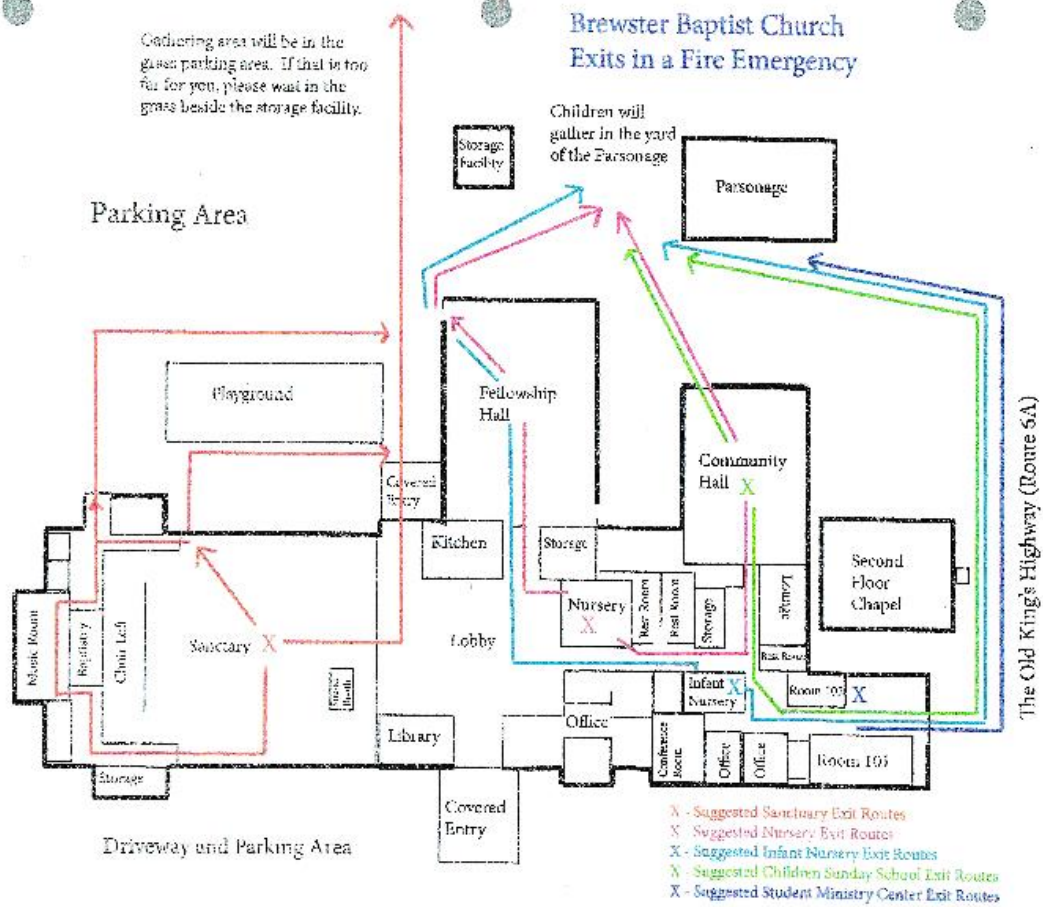 Brewster Baptist Church
Exits in a Fire Emergency
Gathering area will be in the
grass parking area. If that is too
far for you, please wait in the
grass beside the storage facility.
Children will
gather in the yard
of the Parsonage
Storage
Facility
Parsonage
Parking Area
Playground
Fellowship
Hall
Community
Hall X
Covered
Entry
Kitchen
Storage
Second
Floor
Chapel
The Old King's Highway (Route 6A)
Music Room
Baptistry
Choir Loft
Sanctary X
Lobby
Nursery
X
Rest Room
Rest Room
Storage
Lounge
Rest Room
Infant
Nursery
X
Room 103
X
Library
Office
Conference
Room
Office
Office
Room 105
Storage
Covered
Entry
Driveway and Parking Area
X - Suggested Sanctuary Exit Routes
X - Suggested Nursery Exit Routes
X - Suggested Infant Nursery Exit Routes
X - Suggested Children Sunday School Exit Routes
X - Suggested Student Ministry Center Exit Routes